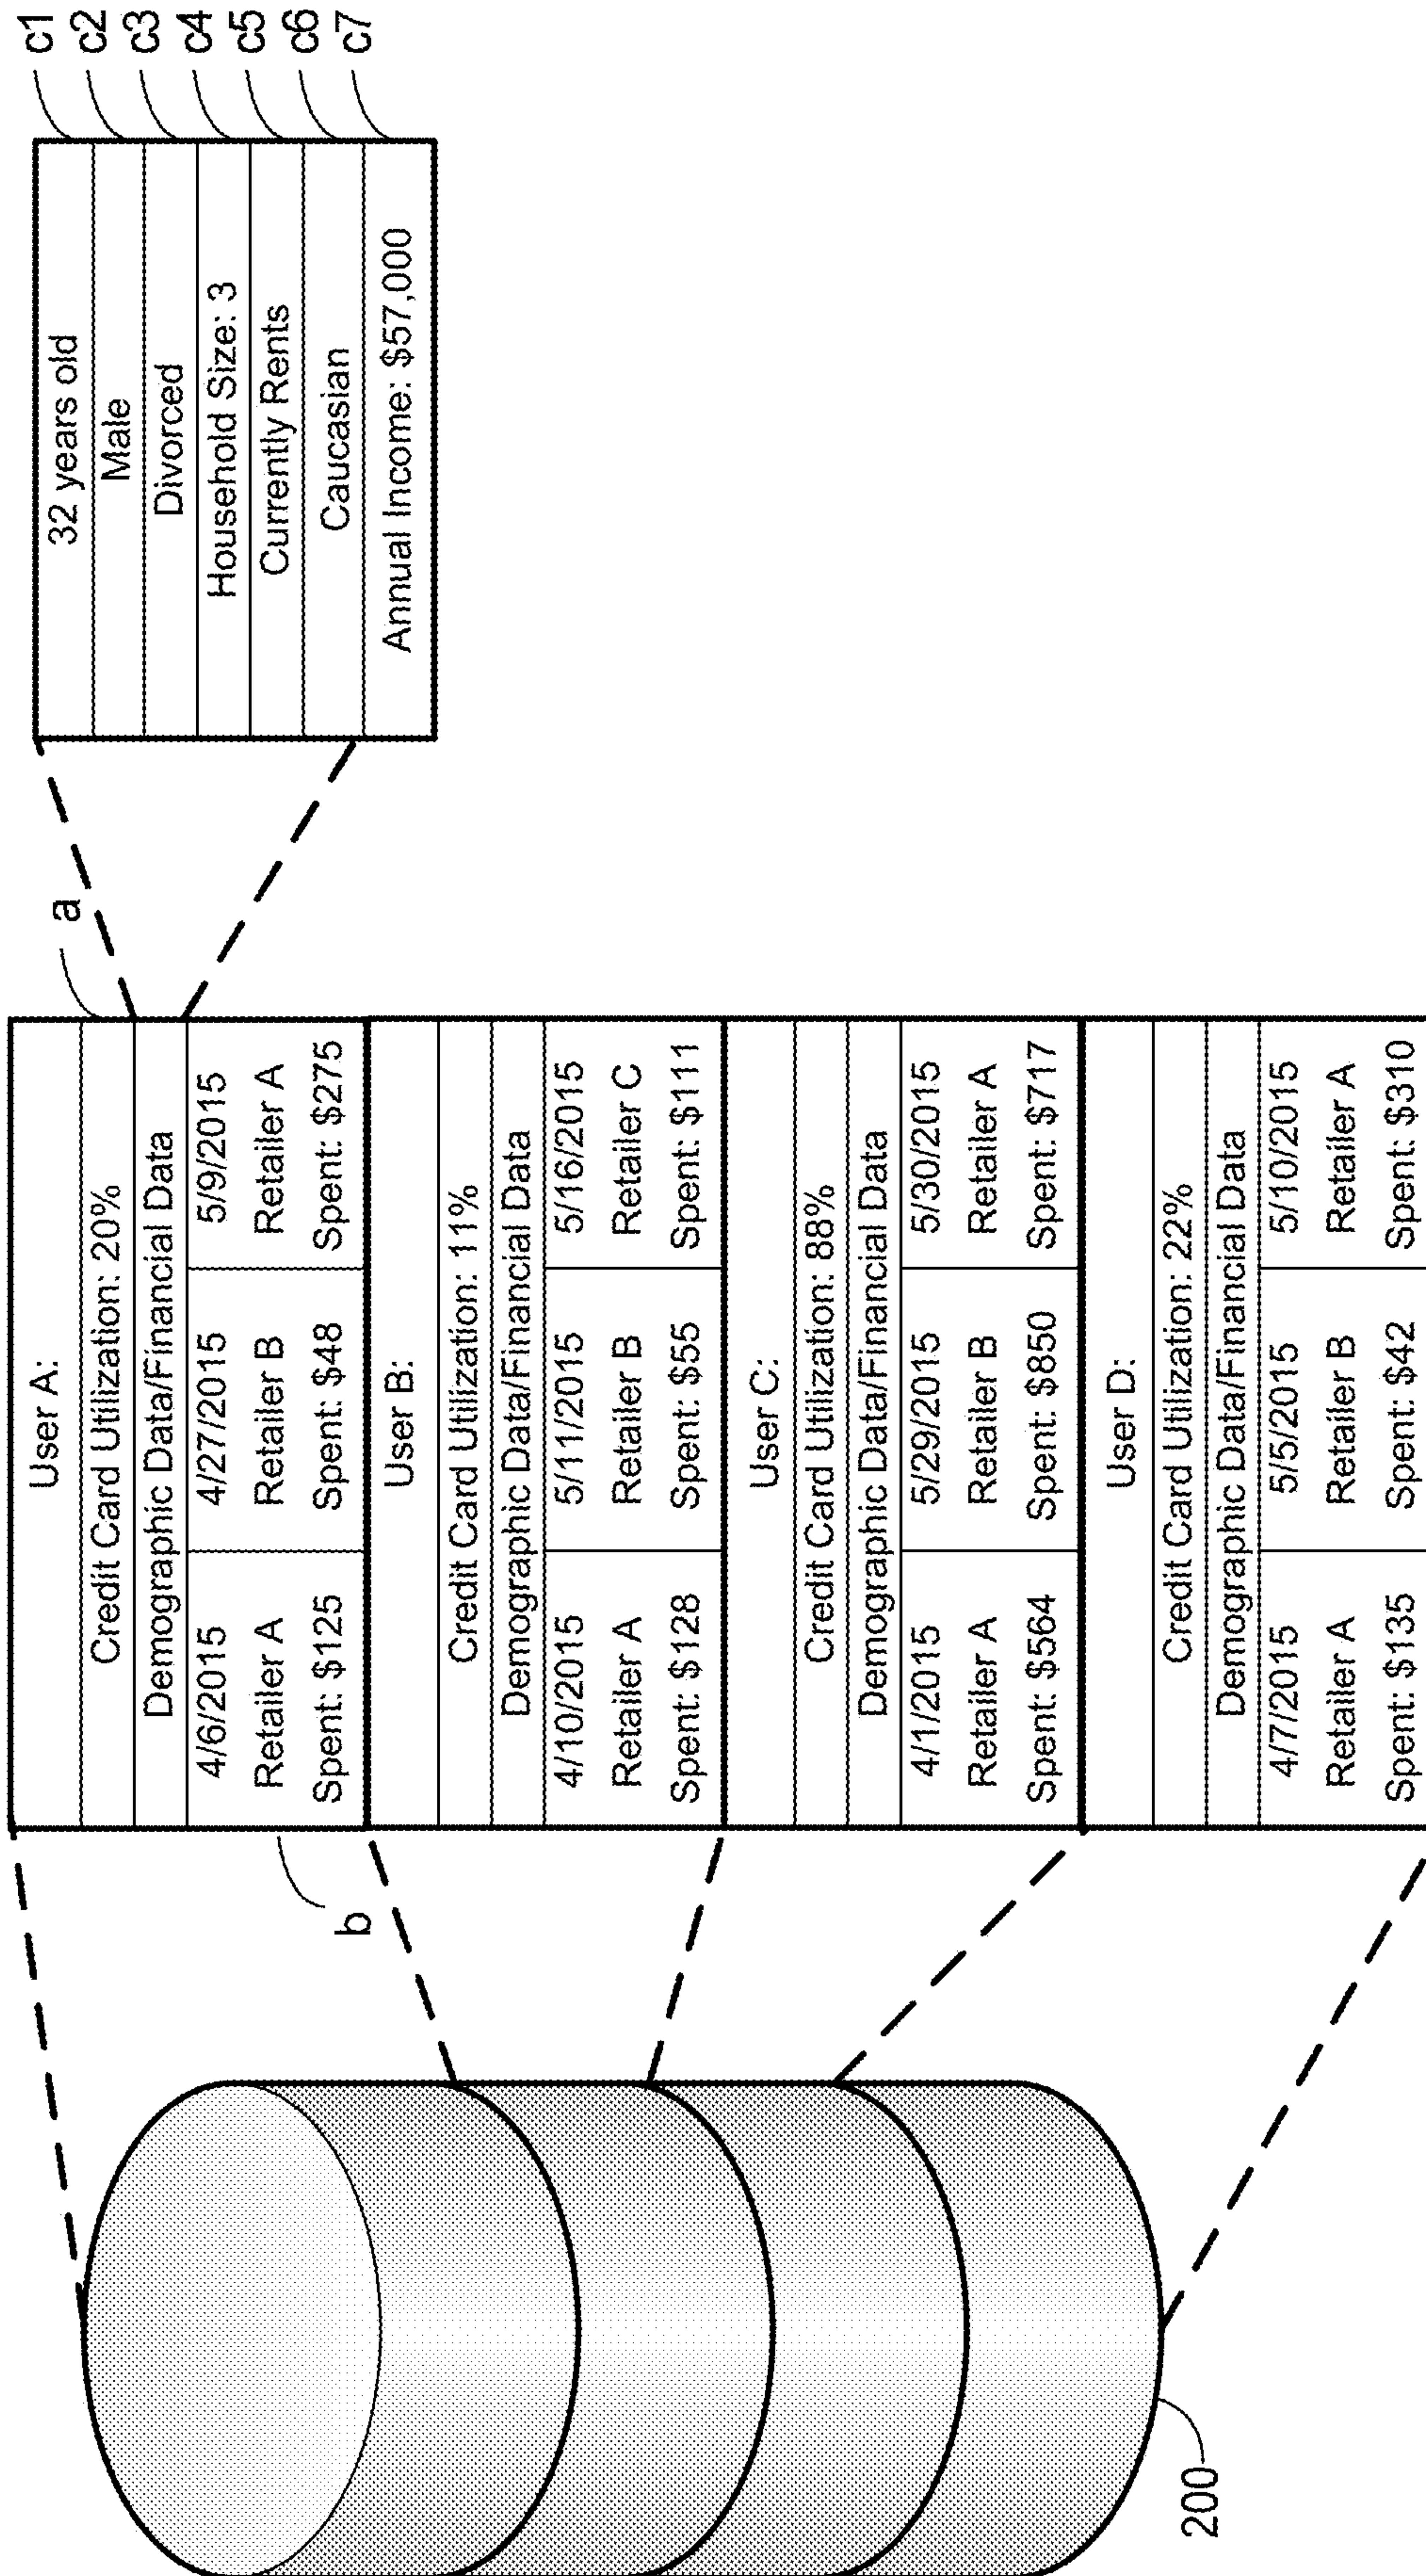 200
b
a
User A:
Credit Card Utilization: 20%
Demographic Data/Financial Data
4/6/2015 4/27/2015 5/9/2015
Retailer A Retailer B Retailer A
Spent: $125 Spent: $48 Spent: $275
User B:
Credit Card Utilization: 11%
Demographic Data/Financial Data
4/10/2015 5/11/2015 5/16/2015
Retailer A Retailer B Retailer C
Spent: $128 Spent: $55 Spent: $111
User C:
Credit Card Utilization: 88%
Demographic Data/Financial Data
4/1/2015 5/29/2015 5/30/2015
Retailer A Retailer B Retailer A
Spent: $564 Spent: $850 Spent: $717
User D:
Credit Card Utilization: 22%
Demographic Data/Financial Data
4/7/2015 5/5/2015 5/10/2015
Retailer A Retailer B Retailer A
Spent: $135 Spent: $42 Spent: $310
32 years old c1
Male c2
Divorced c3
Household Size: 3 c4
Currently Rents c5
Caucasian c6
Annual Income: $57,000 c7